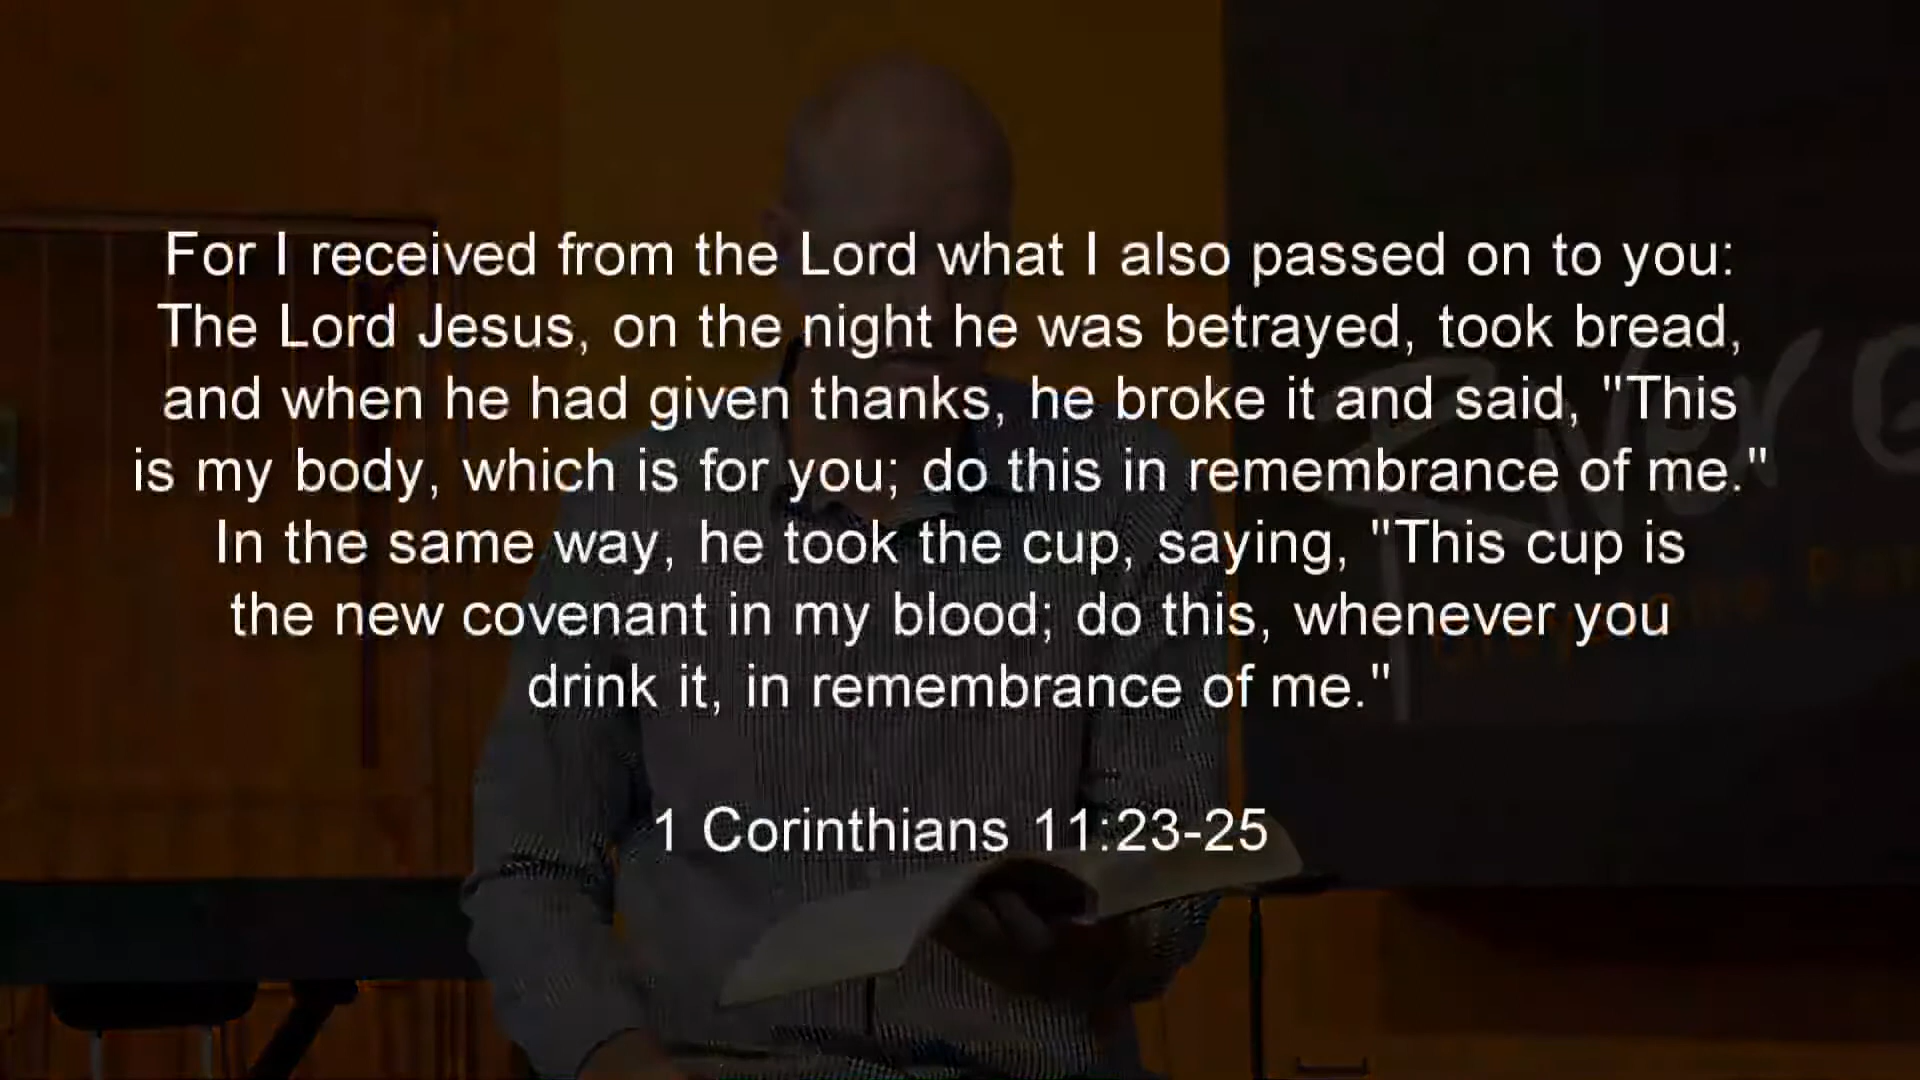 For I received from the Lord what I also passed on to you:
The Lord Jesus, on the night he was betrayed, took bread,
and when he had given thanks, he broke it and said, "This
is my body, which is for you; do this in remembrance of me."
In the same way, he took the cup, saying, "This cup is
the new covenant in my blood; do this, whenever you
drink it, in remembrance of me."
1 Corinthians 11:23-25
River